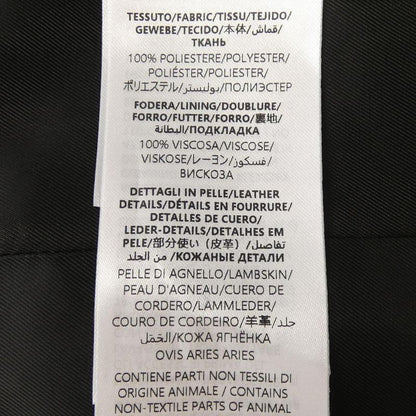 TESSUTO/FABRIC/TISSU/TEJIDO/
GEWEBE/TECIDO/本体/قماش/
ТКАНЬ
100% POLIESTERE/POLYESTER/
POLIÉSTER/POLIESTER/
ポリエステル/بوليستر/ПОЛИЭСТЕР
FODERA/LINING/DOUBLURE/
FORRO/FUTTER/FORRO/裏地/
البطانة/ПОДКЛАДКА
100% VISCOSA/VISCOSE/
VISKOSE/レーヨン/فسكوز/
ВИСКОЗА
DETTAGLI IN PELLE/LEATHER
DETAILS/DÉTAILS EN FOURRURE/
DETALLES DE CUERO/
LEDER-DETAILS/DETALHES EM
PELE/部分使い（皮革）/تفاصيل
من الجلد/КОЖАНЫЕ ДЕТАЛИ
PELLE DI AGNELLO/LAMBSKIN/
PEAU D'AGNEAU/CUERO DE
CORDERO/LAMMLEDER/
COURO DE CORDEIRO/羊革/جلد
الحَمَل/КОЖА ЯГНЁНКА
OVIS ARIES ARIES
CONTIENE PARTI NON TESSILI DI
ORIGINE ANIMALE / CONTAINS
NON-TEXTILE PARTS OF ANIMAL